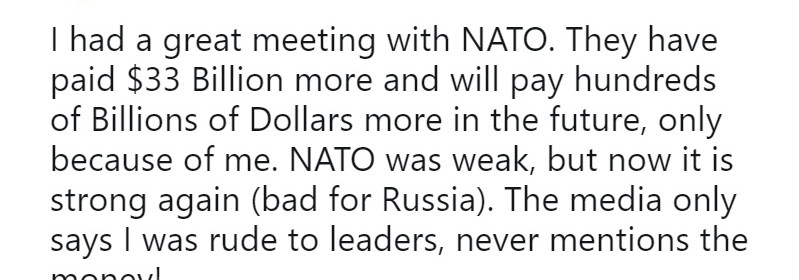 I had a great meeting with NATO. They have
paid $33 Billion more and will pay hundreds
of Billions of Dollars more in the future, only
because of me. NATO was weak, but now it is
strong again (bad for Russia). The media only
says I was rude to leaders, never mentions the
money!